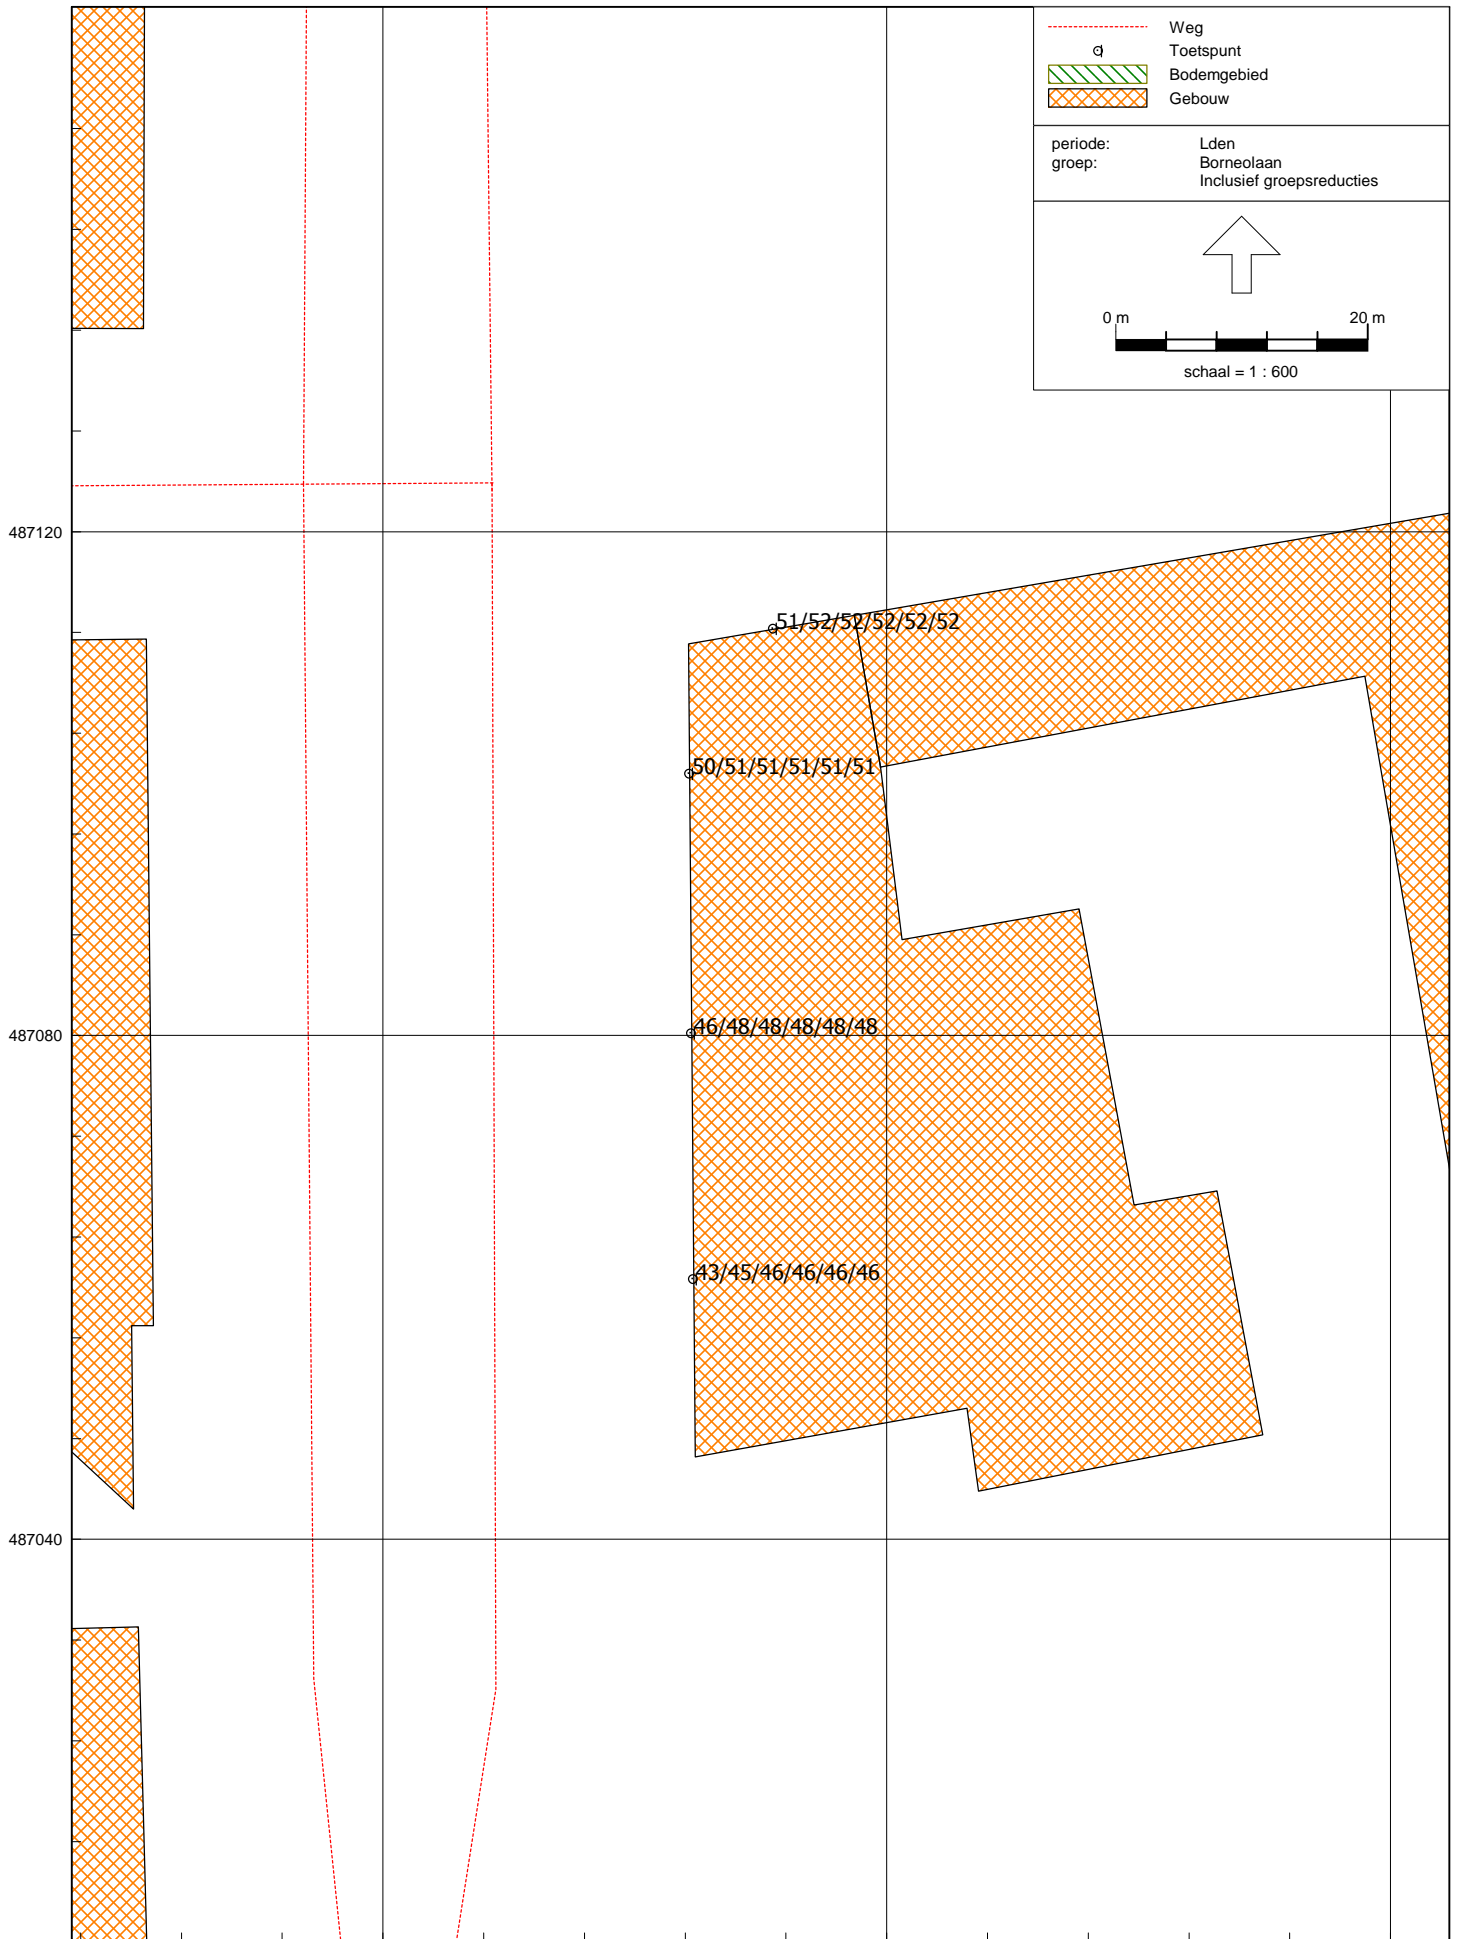 Weg
Toetspunt
Bodemgebied
Gebouw
periode: Lden
groep: Borneolaan
Inclusief groepsreducties
0 m 20 m
schaal = 1 : 600
487120
51/52/52/52/52/52
50/51/51/51/51/51
487080
46/48/48/48/48/48
43/45/46/46/46/46
487040